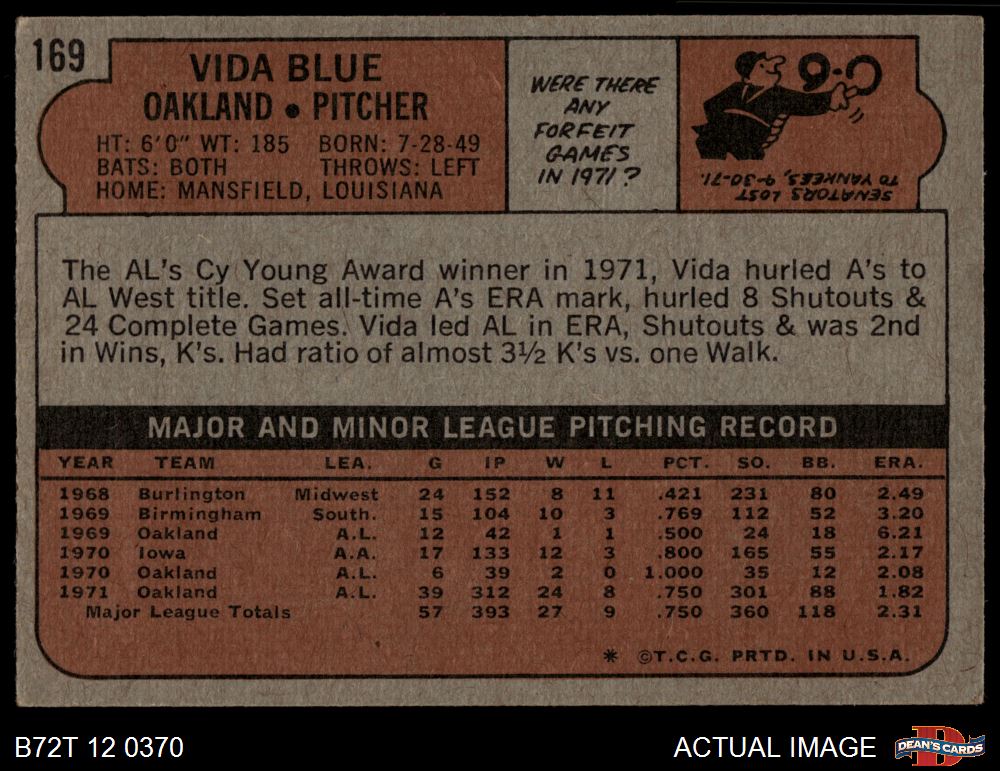 169
VIDA BLUE
OAKLAND • PITCHER
HT: 6'0" WT: 185 BORN: 7-28-49
BATS: BOTH THROWS: LEFT
HOME: MANSFIELD, LOUISIANA
WERE THERE
ANY
FORFEIT
GAMES
IN 1971?
9-0
SENATORS LOST
TO YANKEES, 9-30-71.
The AL's Cy Young Award winner in 1971, Vida hurled A's to
AL West title. Set all-time A's ERA mark, hurled 8 Shutouts &
24 Complete Games. Vida led AL in ERA, Shutouts & was 2nd
in Wins, K's. Had ratio of almost 3½ K's vs. one Walk.
MAJOR AND MINOR LEAGUE PITCHING RECORD
YEAR TEAM LEA. G IP W L PCT. SO. BB. ERA.
1968 Burlington Midwest 24 152 8 11 .421 231 80 2.49
1969 Birmingham South. 15 104 10 3 .769 112 52 3.20
1969 Oakland A.L. 12 42 1 1 .500 24 18 6.21
1970 Iowa A.A. 17 133 12 3 .800 165 55 2.17
1970 Oakland A.L. 6 39 2 0 1.000 35 12 2.08
1971 Oakland A.L. 39 312 24 8 .750 301 88 1.82
Major League Totals 57 393 27 9 .750 360 118 2.31
* ©T.C.G. PRTD. IN U.S.A.
B72T 12 0370
ACTUAL IMAGE
DEAN'S CARDS